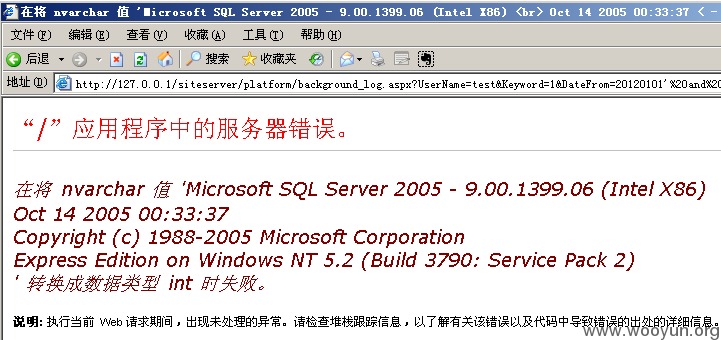 在将 nvarchar 值 'Microsoft SQL Server 2005 - 9.00.1399.06 (Intel X86) <br> Oct 14 2005 00:33:37 < -
文件(F) 编辑(E) 查看(V) 收藏(A) 工具(T) 帮助(H)
后退 搜索 收藏夹
地址(D) http://127.0.0.1/siteserver/platform/background_log.aspx?UserName=test&Keyword=1&DateFrom=20120101'%20and%20
“/”应用程序中的服务器错误。
在将 nvarchar 值 'Microsoft SQL Server 2005 - 9.00.1399.06 (Intel X86)
Oct 14 2005 00:33:37
Copyright (c) 1988-2005 Microsoft Corporation
Express Edition on Windows NT 5.2 (Build 3790: Service Pack 2)
' 转换成数据类型 int 时失败。
说明: 执行当前 Web 请求期间，出现未处理的异常。请检查堆栈跟踪信息，以了解有关该错误以及代码中导致错误的出处的详细信息。
www.wooyun.org